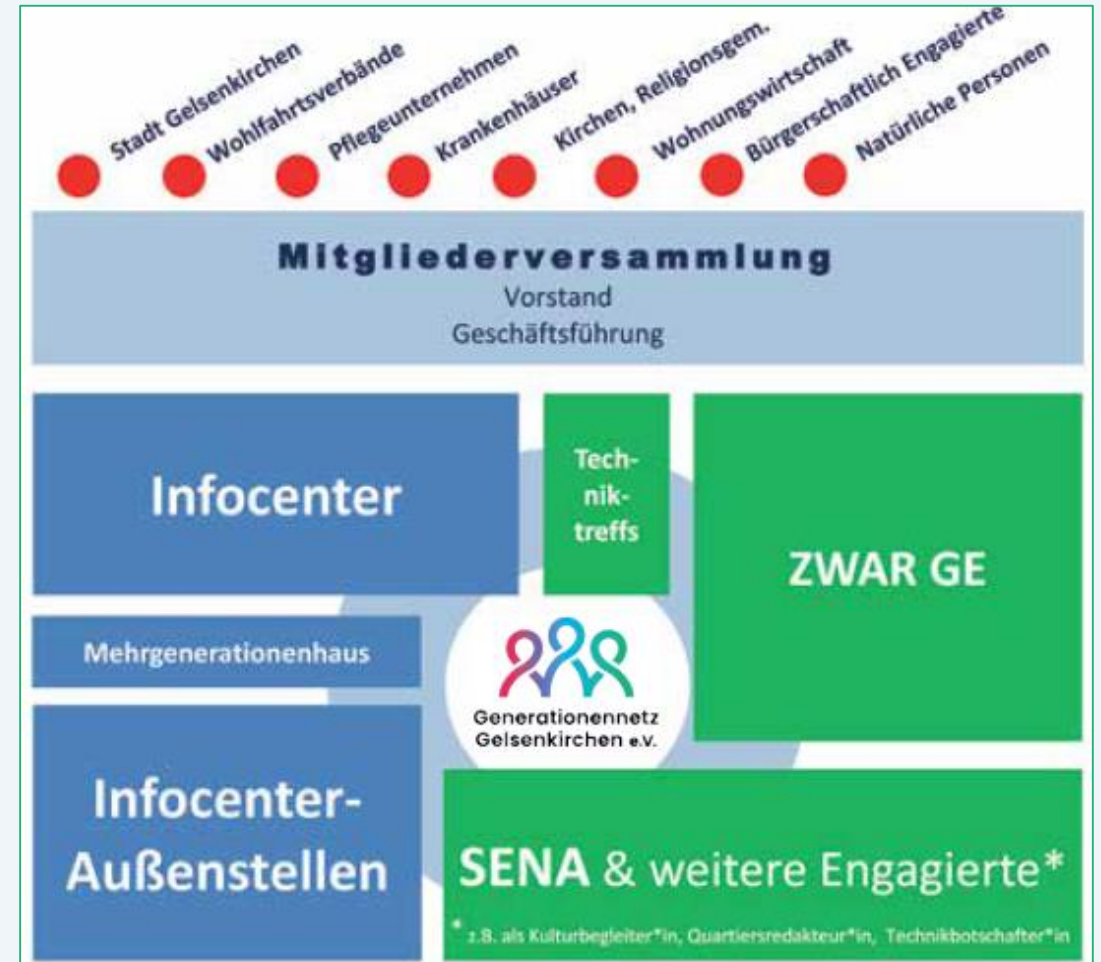 Stadt Gelsenkirchen
Wohlfahrtsverbände
Pflegeunternehmen
Krankenhäuser
Kirchen, Religionsgem.
Wohnungswirtschaft
Bürgerschaftlich Engagierte
Natürliche Personen
Mitgliederversammlung
Vorstand
Geschäftsführung
Infocenter
Tech-
nik-
treffs
ZWAR GE
Mehrgenerationenhaus
Generationennetz
Gelsenkirchen e.V.
Infocenter-
Außenstellen
SENA & weitere Engagierte*
* z.B. als Kulturbegleiter*in, Quartiersredakteur*in, Technikbotschafter*in